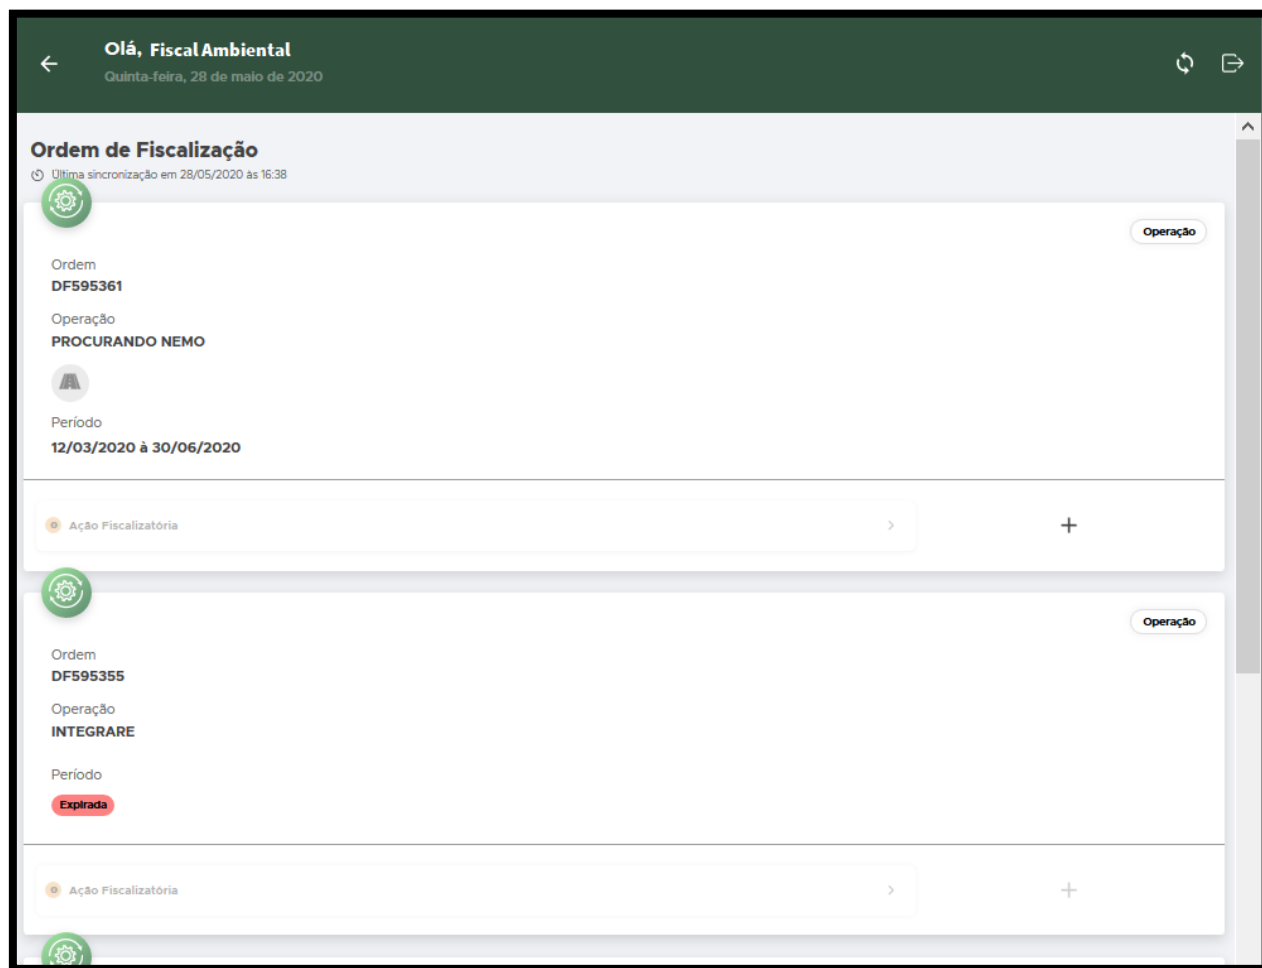 Olá, Fiscal Ambiental
Quinta-feira, 28 de maio de 2020
Ordem de Fiscalização
Última sincronização em 28/05/2020 às 16:38
Operação
Ordem
DF595361
Operação
PROCURANDO NEMO
Período
12/03/2020 à 30/06/2020
0 Ação Fiscalizatória
Operação
Ordem
DF595355
Operação
INTEGRARE
Período
Expirada
0 Ação Fiscalizatória